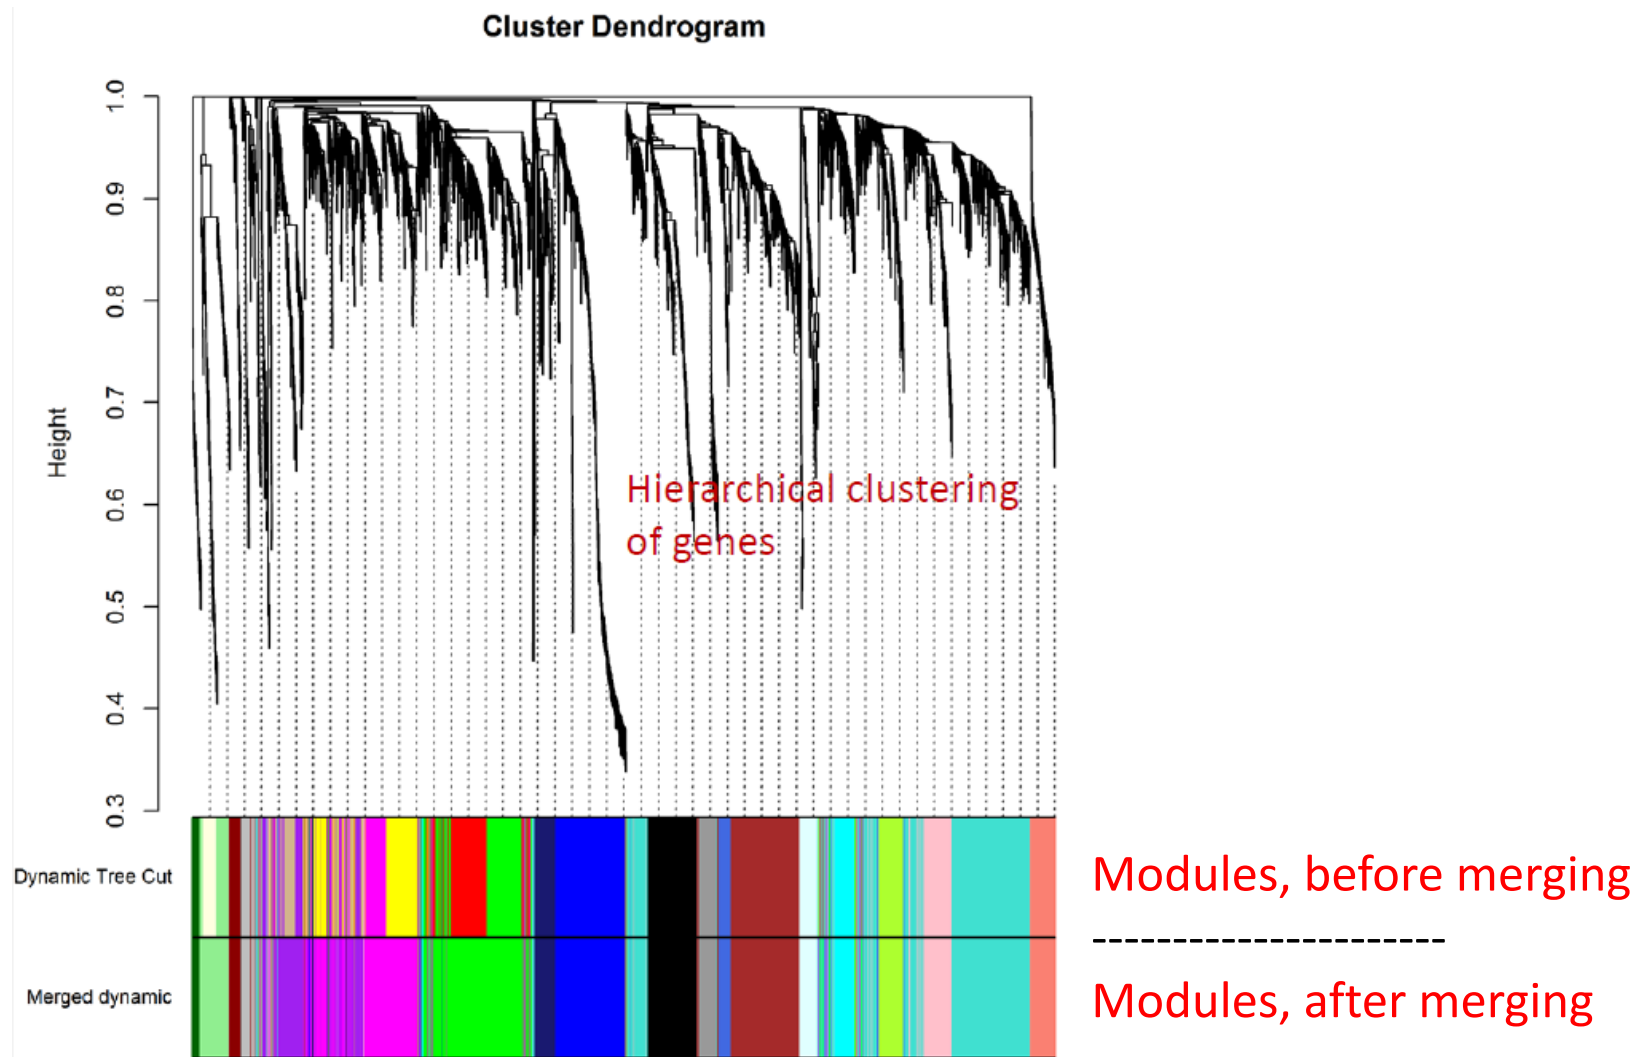 Cluster Dendrogram
1.0
0.9
0.8
0.7
0.6
0.5
0.4
0.3
Height
Hierarchical clustering
of genes
Dynamic Tree Cut
Modules, before merging
----------------------
Merged dynamic
Modules, after merging